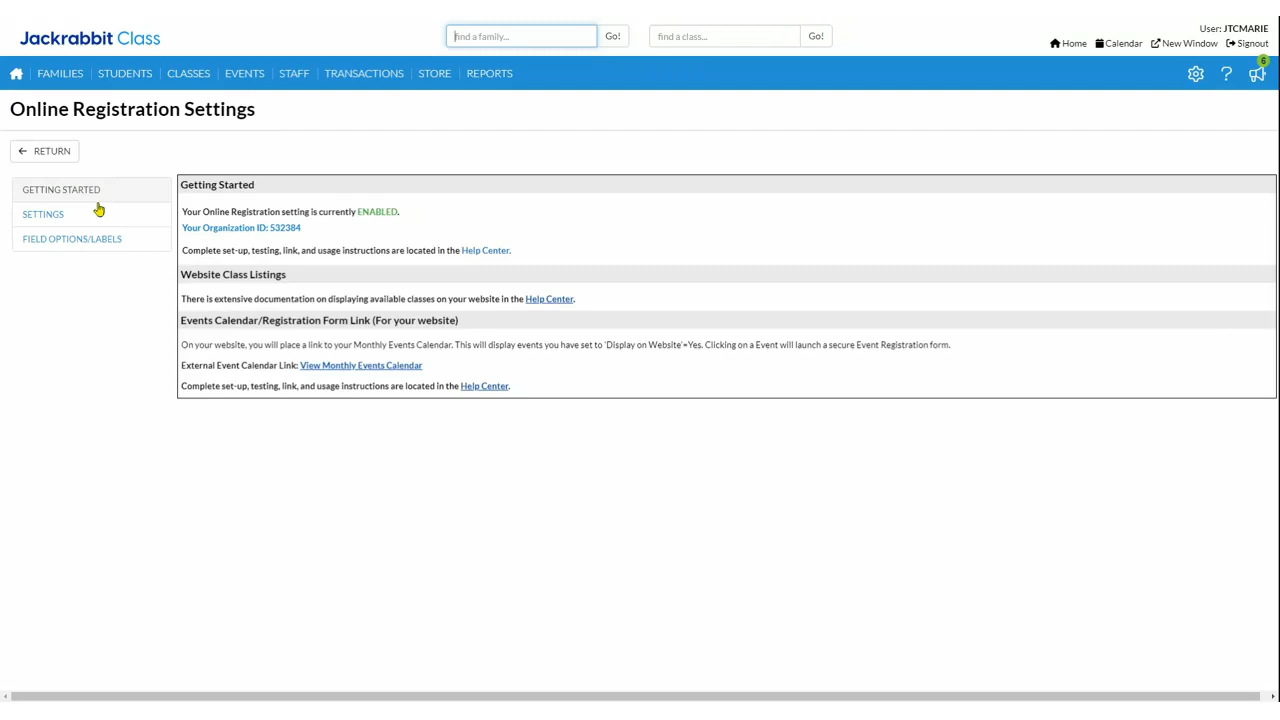 Jackrabbit Class
find a family...
Go!
find a class...
Go!
User: JTCMARIE
Home
Calendar
New Window
Signout
FAMILIES
STUDENTS
CLASSES
EVENTS
STAFF
TRANSACTIONS
STORE
REPORTS
?
6
Online Registration Settings
RETURN
GETTING STARTED
SETTINGS
FIELD OPTIONS/LABELS
Getting Started
Your Online Registration setting is currently ENABLED.
Your Organization ID: 532384
Complete set-up, testing, link, and usage instructions are located in the Help Center.
Website Class Listings
There is extensive documentation on displaying available classes on your website in the Help Center.
Events Calendar/Registration Form Link (For your website)
On your website, you will place a link to your Monthly Events Calendar. This will display events you have set to 'Display on Website'=Yes. Clicking on a Event will launch a secure Event Registration form.
External Event Calendar Link: View Monthly Events Calendar
Complete set-up, testing, link, and usage instructions are located in the Help Center.